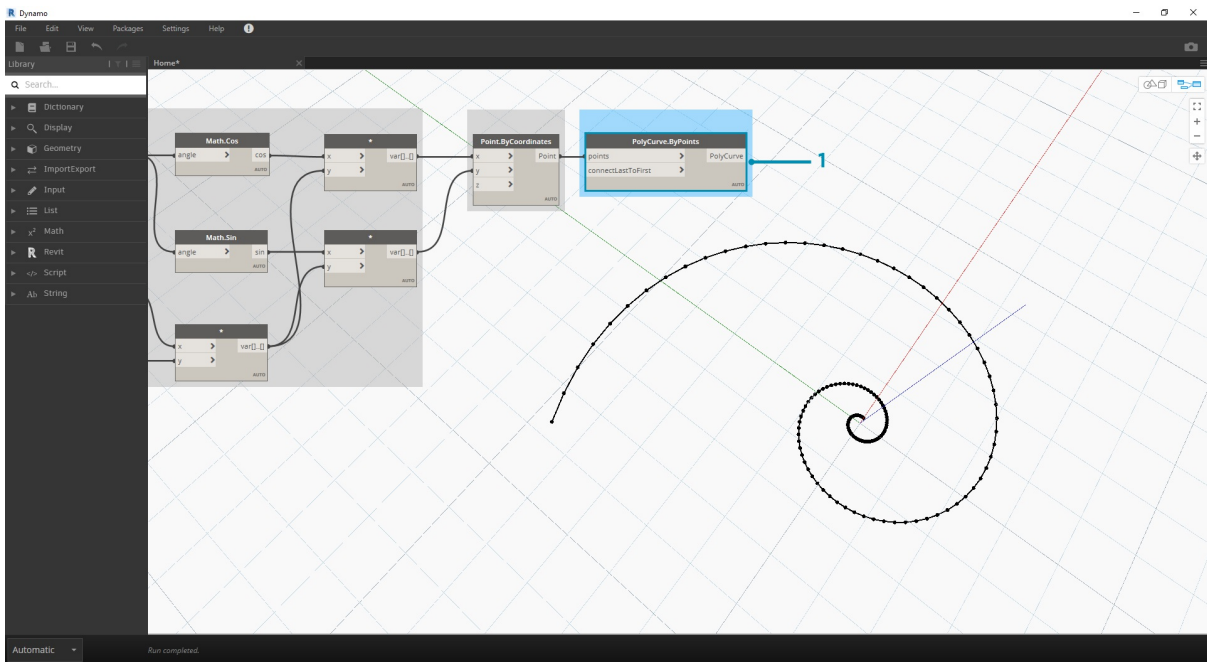 Dynamo
File Edit View Packages Settings Help
Library
Home*
Search...
Dictionary
Display
Geometry
ImportExport
Input
List
x² Math
R Revit
</> Script
Ab String
Math.Cos
angle > cos
AUTO
*
x > var[]..[]
y >
AUTO
Math.Sin
angle > sin
AUTO
*
x > var[]..[]
y >
AUTO
*
x > var[]..[]
y >
AUTO
Point.ByCoordinates
x > Point
y >
z >
AUTO
PolyCurve.ByPoints
points > PolyCurve
connectLastToFirst >
AUTO
1
Automatic
Run completed.